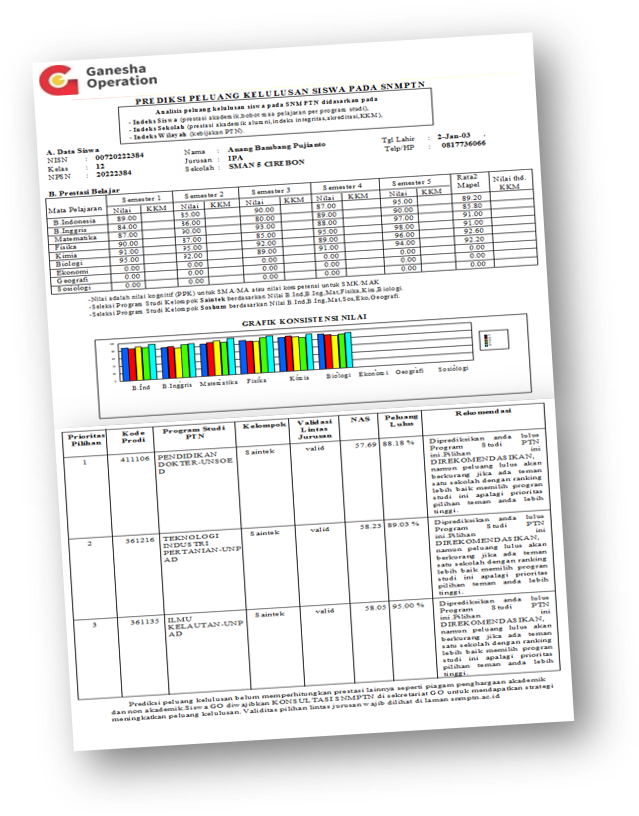 Ganesha
Operation
PREDIKSI PELUANG KELULUSAN SISWA PADA SNMPTN
Analisis peluang kelulusan siswa pada SNMPTN didasarkan pada
- Indeks Siswa (prestasi akademik,bobot map pelajaran per program studi),
- Indeks Sekolah (prestasi akademik alumni,indeks integritas,akreditasi,KKM),
- Indeks Wilayah (kebijakan PTN).
A. Data Siswa
NISN : 00720222384 Nama : Anang Bambang Pujianto Tgl Lahir : 2-Jan-03
Kelas : 12 Jurusan : IPA Telp/HP : 0817736066
NPSN : 20222384 Sekolah : SMAN 5 CIREBON
B. Prestasi Belajar
Mata Pelajaran Semester 1 Semester 2 Semester 3 Semester 4 Semester 5 Rata2 Mapel Nilai thd. KKM
Nilai KKM Nilai KKM Nilai KKM Nilai KKM Nilai KKM
B.Indonesia 89.00 85.00 90.00 87.00 95.00 89.20
B.Inggris 84.00 86.00 80.00 89.00 90.00 85.80
Matematika 87.00 90.00 93.00 88.00 97.00 91.00
Fisika 90.00 87.00 85.00 95.00 98.00 91.00
Kimia 91.00 95.00 92.00 89.00 96.00 92.60
Biologi 95.00 92.00 89.00 91.00 94.00 92.20
Ekonomi 0.00 0.00 0.00 0.00 0.00 0.00
Geografi 0.00 0.00 0.00 0.00 0.00 0.00
Sosiologi 0.00 0.00 0.00 0.00 0.00 0.00
-Nilai adalah nilai kognitif (PPK) untuk SMA/MA atau nilai kompetensi untuk SMK/MAK
-Seleksi Program Studi Kelompok Saintek berdasarkan Nilai B.Ind,B.Ing,Mat,Fisika,Kim,Biologi.
-Seleksi Program Studi Kelompok Soshum berdasarkan Nilai B.Ind,B.Ing,Mat,Sos,Eko,Geografi.
GRAFIK KONSISTENSI NILAI
B.Ind B.Inggris Matematika Fisika Kimia Biologi Ekonomi Geografi Sosiologi
Prioritas Pilihan Kode Prodi Program Studi PTN Kelompok Validasi Lintas Jurusan NAS Peluang Lulus Rekomendasi
1 411106 PENDIDIKAN DOKTER-UNSOED Saintek valid 57.69 88.18 %
Diprediksikan anda lulus
Program Studi PTN
ini.Pilihan ini
DIREKOMENDASIKAN,
namun peluang lulus akan
berkurang jika ada teman
satu sekolah dengan ranking
lebih baik memilih progran
studi ini apalagi prioritas
pilihan teman anda lebih
tinggi.
2 361216 TEKNOLOGI INDUSTRI PERTANIAN-UNPAD Saintek valid 58.23 89.03 %
Diprediksikan anda lulus
Program Studi PTN
ini.Pilihan ini
DIREKOMENDASIKAN,
namun peluang lulus akan
berkurang jika ada teman
satu sekolah dengan ranking
lebih baik memilih progran
studi ini apalagi prioritas
pilihan teman anda lebih
tinggi.
3 361135 ILMU KELAUTAN-UNPAD Saintek valid 58.05 95.00 %
Diprediksikan anda lulus
Program Studi PTN
ini.Pilihan ini
DIREKOMENDASIKAN,
namun peluang lulus akan
berkurang jika ada teman
satu sekolah dengan ranking
lebih baik memilih progran
studi ini apalagi prioritas
pilihan teman anda lebih
tinggi.
Prediksi peluang kelulusan belum memperhitungkan prestasi lainnya seperti piagam penghargaan akademik
dan non akademik.Siswa GO diwajibkan KONSULTASI SNMPTN di sekretariat GO untuk mendapatkan strategi
meningkatkan peluang kelulusan. Validitas pilihan lintas jurusan wajib dilihat di laman snmptn.ac.id